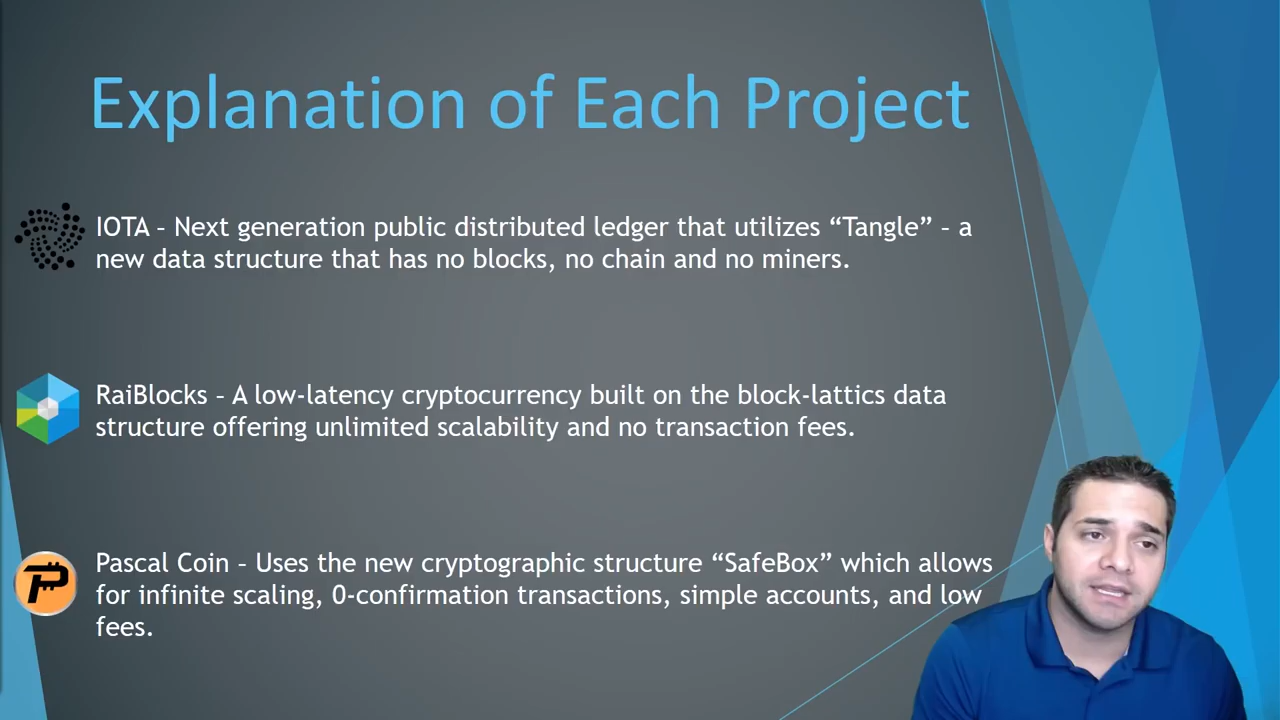 Explanation of Each Project
IOTA – Next generation public distributed ledger that utilizes “Tangle” – a
new data structure that has no blocks, no chain and no miners.
RaiBlocks – A low-latency cryptocurrency built on the block-lattics data
structure offering unlimited scalability and no transaction fees.
Pascal Coin – Uses the new cryptographic structure “SafeBox” which allows
for infinite scaling, 0-confirmation transactions, simple accounts, and low
fees.